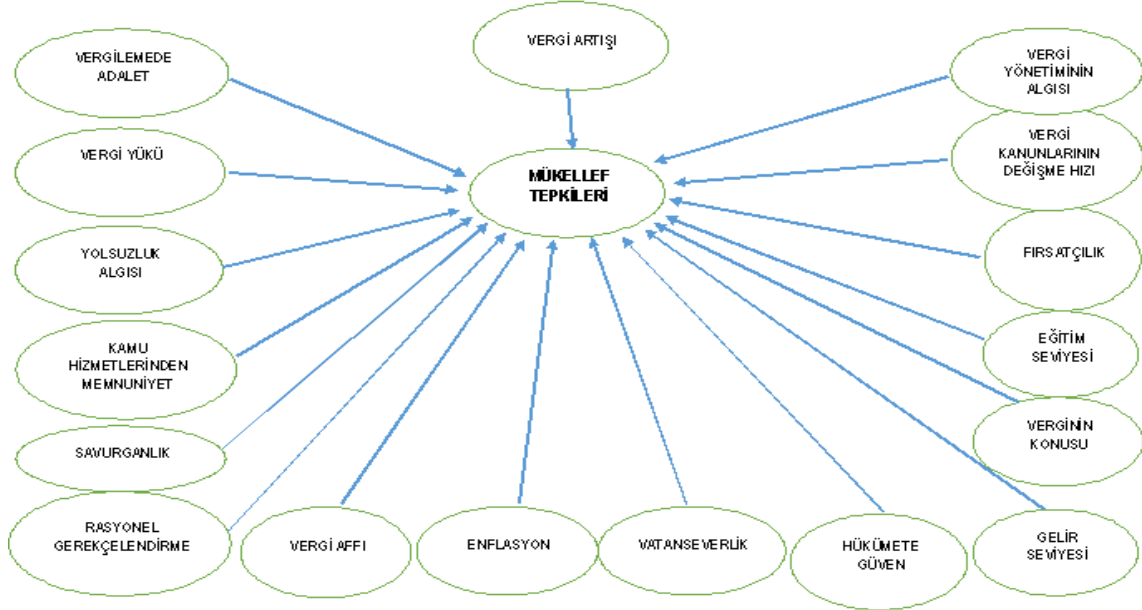 VERGİ ARTIŞI
VERGİLEMEDE
ADALET
VERGİ
YÖNETİMİNİN
ALGISI
VERGİ YÜKÜ
VERGİ
KANUNLARININ
DEĞİŞME HIZI
MÜKELLEF
TEPKİLERİ
YOLSUZLUK
ALGISI
FIRSATÇILIK
KAMU
HİZMETLERİNDEN
MEMNUNİYET
EĞİTİM
SEVİYESİ
VERGİNİN
KONUSU
SAVURGANLIK
RASYONEL
GEREKÇELENDİRME
VERGİ AFFI
ENFLASYON
VATANSEVERLİK
HÜKÜMETE
GÜVEN
GELİR
SEVİYESİ